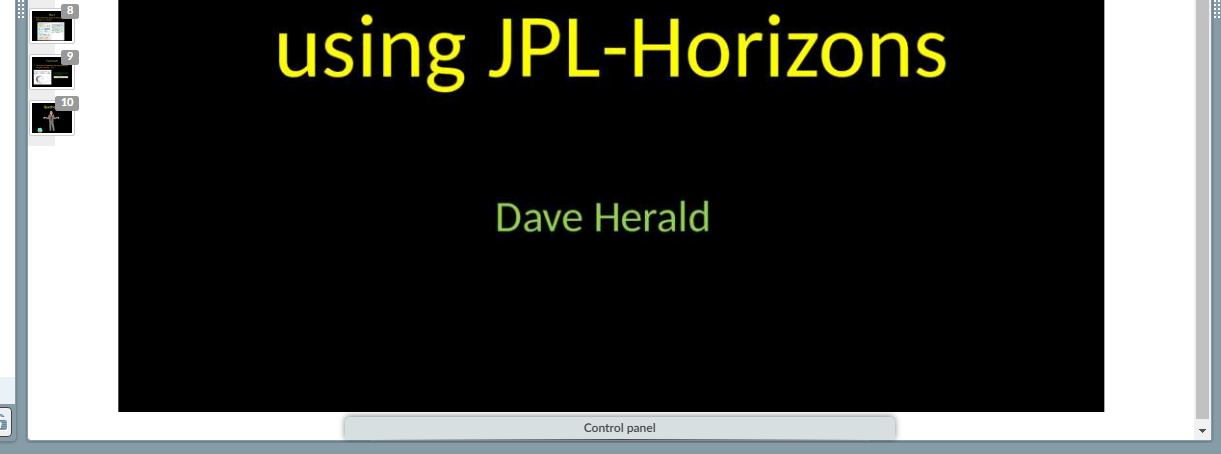 8
9
10
using JPL-Horizons
Dave Herald
Control panel